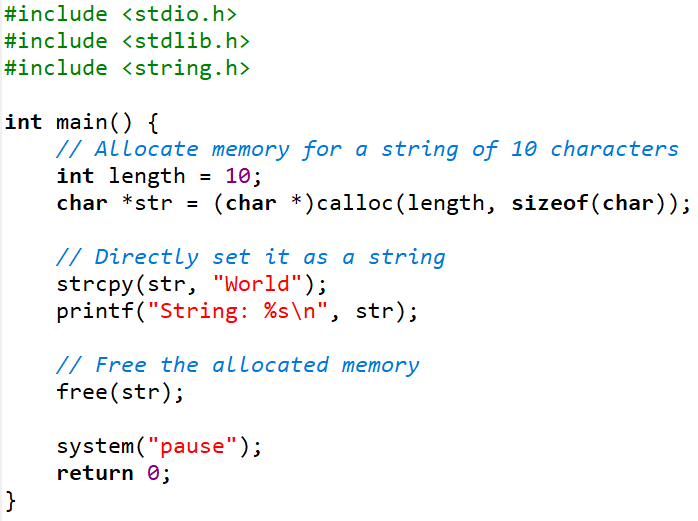 #include <stdio.h>
#include <stdlib.h>
#include <string.h>

int main() {
    // Allocate memory for a string of 10 characters
    int length = 10;
    char *str = (char *)calloc(length, sizeof(char));

    // Directly set it as a string
    strcpy(str, "World");
    printf("String: %s\n", str);

    // Free the allocated memory
    free(str);

    system("pause");
    return 0;
}